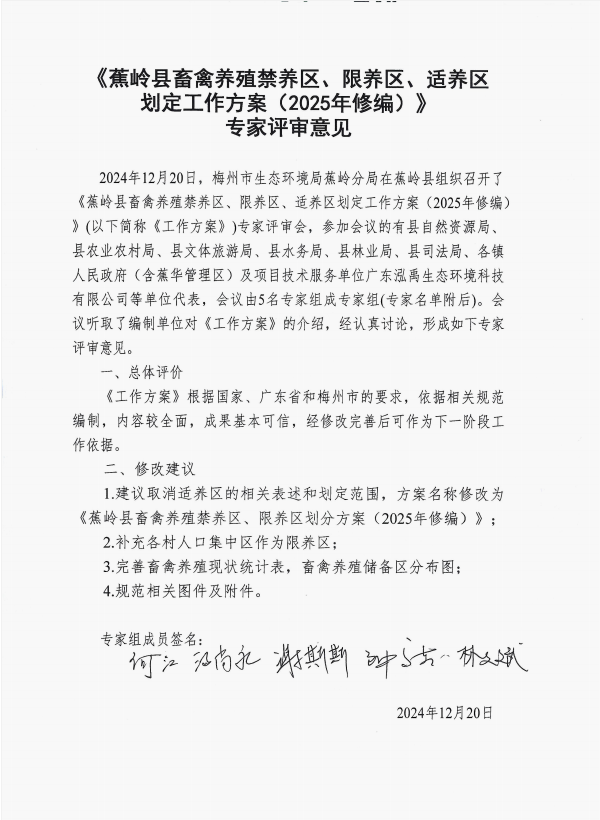 《蕉岭县畜禽养殖禁养区、限养区、适养区
划定工作方案（2025年修编）》
专家评审意见
2024年12月20日，梅州市生态环境局蕉岭分局在蕉岭县组织召开了
《蕉岭县畜禽养殖禁养区、限养区、适养区划定工作方案（2025年修编）
》(以下简称《工作方案》)专家评审会，参加会议的有县自然资源局、
县农业农村局、县文体旅游局、县水务局、县林业局、县司法局、各镇
人民政府（含蕉华管理区）及项目技术服务单位广东泓禹生态环境科技
有限公司等单位代表，会议由5名专家组成专家组(专家名单附后)。会
议听取了编制单位对《工作方案》的介绍，经认真讨论，形成如下专家
评审意见。
一、总体评价
《工作方案》根据国家、广东省和梅州市的要求，依据相关规范
编制，内容较全面，成果基本可信，经修改完善后可作为下一阶段工
作依据。
二、修改建议
1.建议取消适养区的相关表述和划定范围，方案名称修改为
《蕉岭县畜禽养殖禁养区、限养区划分方案（2025年修编）》；
2.补充各村人口集中区作为限养区；
3.完善畜禽养殖现状统计表，畜禽养殖储备区分布图；
4.规范相关图件及附件。
专家组成员签名：
何江 谢斯斯
2024年12月20日